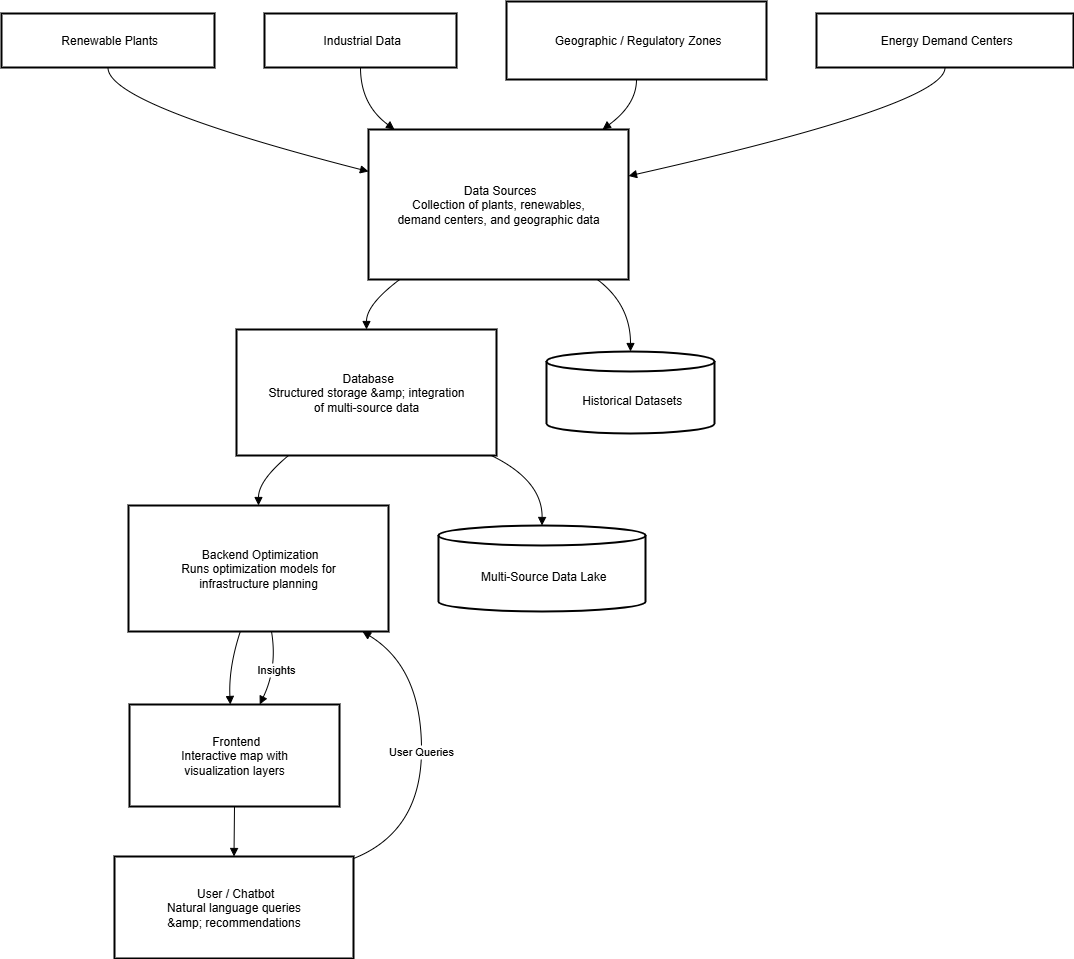 Renewable Plants
Industrial Data
Geographic / Regulatory Zones
Energy Demand Centers
Data Sources
Collection of plants, renewables,
demand centers, and geographic data
Database
Structured storage &amp; integration
of multi-source data
Historical Datasets
Backend Optimization
Runs optimization models for
infrastructure planning
Multi-Source Data Lake
Insights
Frontend
Interactive map with
visualization layers
User Queries
User / Chatbot
Natural language queries
&amp; recommendations